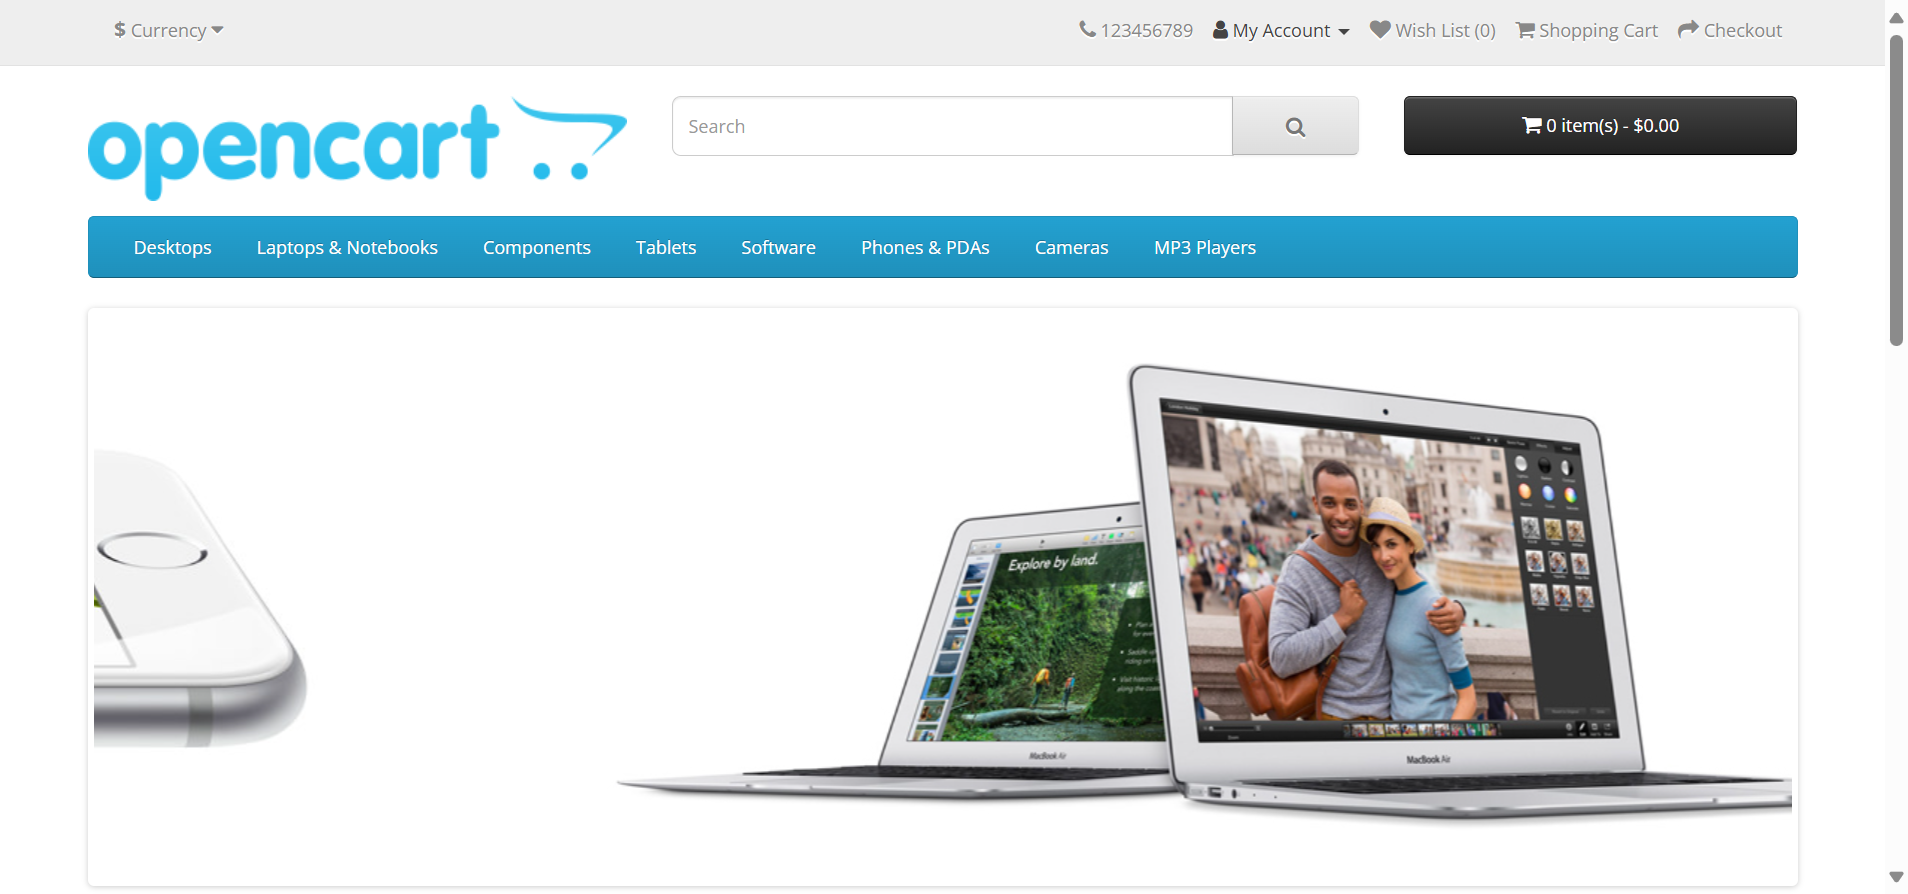 $ Currency
123456789 My Account Wish List (0) Shopping Cart Checkout
opencart
Search
0 item(s) - $0.00
Desktops Laptops & Notebooks Components Tablets Software Phones & PDAs Cameras MP3 Players
Explore by land.
MacBook Air
MacBook Air